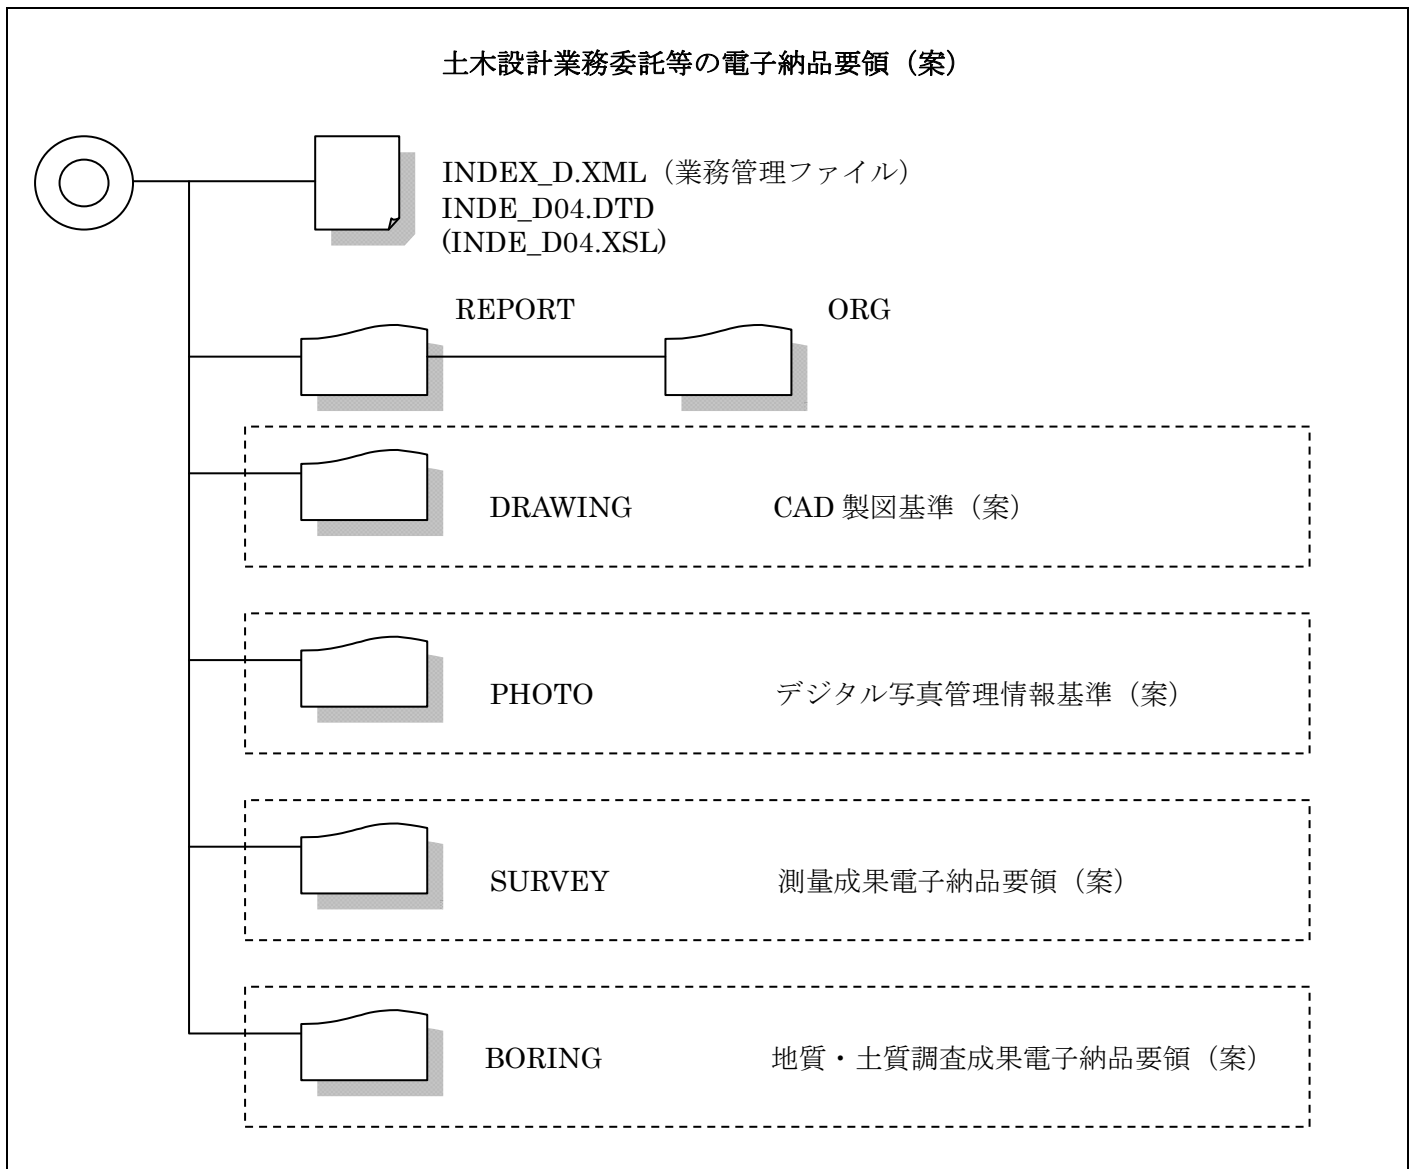 土木設計業務委託等の電子納品要領（案）
INDEX_D.XML（業務管理ファイル）
INDE_D04.DTD
(INDE_D04.XSL)
REPORT
ORG
DRAWING
CAD 製図基準（案）
PHOTO
デジタル写真管理情報基準（案）
SURVEY
測量成果電子納品要領（案）
BORING
地質・土質調査成果電子納品要領（案）